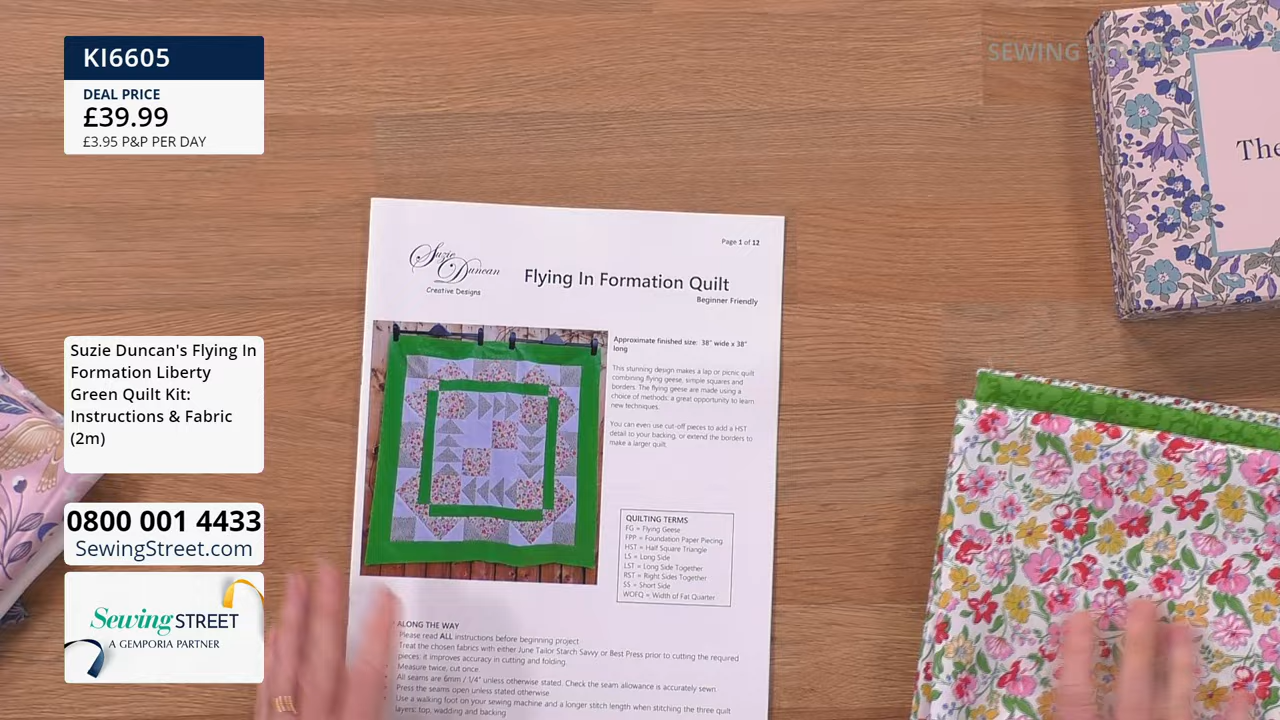 KI6605
DEAL PRICE
£39.99
£3.95 P&P PER DAY
SEWING STREET
The
Suzie Duncan's Flying In
Formation Liberty
Green Quilt Kit:
Instructions & Fabric
(2m)
0800 001 4433
SewingStreet.com
Sewing STREET
A GEMPORIA PARTNER
Page 1 of 12
Suzie
Duncan
Creative Designs
Flying In Formation Quilt
Beginner Friendly
Approximate finished size: 38" wide x 38"
long
This stunning design makes a lap or picnic quilt
combining flying geese, simple squares and
borders. The flying geese are made using a
choice of methods: a great opportunity to learn
new techniques.
You can even use cut-off pieces to add a HST
detail to your backing, or extend the borders to
make a larger quilt.
QUILTING TERMS
FG = Flying Geese
FPP = Foundation Paper Piecing
HST = Half Square Triangle
LS = Long Side
LST = Long Side Together
RST = Right Sides Together
SS = Short Side
WOFQ = Width of Fat Quarter
ALONG THE WAY
Please read ALL instructions before beginning project.
Treat the chosen fabrics with either June Tailor Starch Savvy or Best Press prior to cutting the required
pieces: it improves accuracy in cutting and folding.
Measure twice, cut once
All seams are 6mm / 1/4" unless otherwise stated. Check the seam allowance is accurately sewn.
Press the seams open unless stated otherwise
Use a walking foot on your sewing machine and a longer stitch length when stitching the three quilt
layers: top, wadding and backing